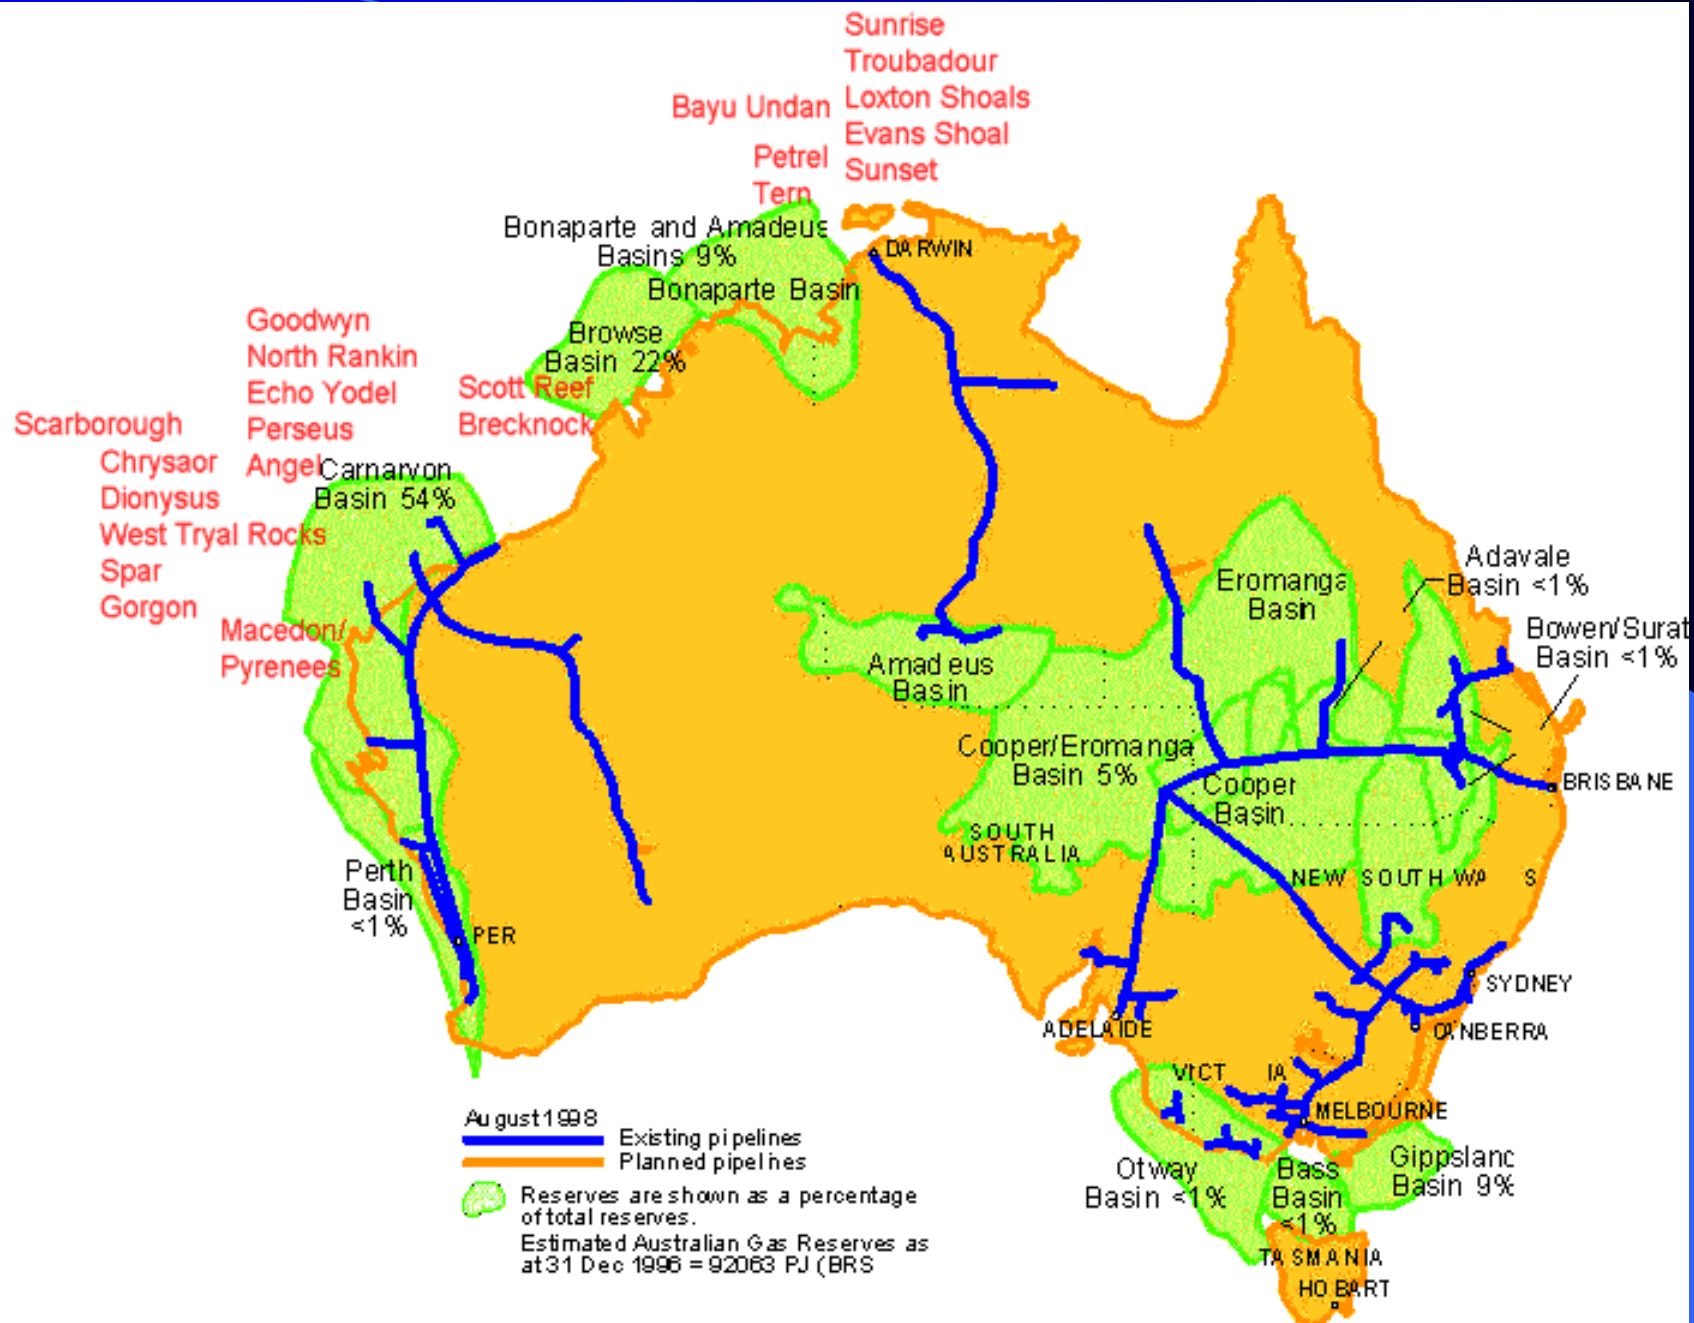 Sunrise
Troubadour
Loxton Shoals
Evans Shoal
Sunset
Bayu Undan
Petrel
Tern
Bonaparte and Amadeus
Basins 9%
DARWIN
Bonaparte Basin
Browse
Basin 22%
Goodwyn
North Rankin
Echo Yodel
Perseus
Angel
Scott Reef
Brecknock
Scarborough
Chrysaor
Dionysus
West Tryal Rocks
Spar
Gorgon
Carnarvon
Basin 54%
Macedon/
Pyrenees
Adavale
Basin <1%
Eromanga
Basin
Bowen/Surat
Basin <1%
Amadeus
Basin
Cooper/Eromanga
Basin 5%
Cooper
Basin
BRISBANE
SOUTH
AUSTRALIA
NEW SOUTH WA S
Perth
Basin
<1%
PER
SYDNEY
ADELAIDE
CANBERRA
VICT IA
MELBOURNE
Otway
Basin <1%
Bass
Basin
<1%
Gippslanc
Basin 9%
TASMANIA
HOBART
August 1998
Existing pipelines
Planned pipelines
Reserves are shown as a percentage
of total reserves.
Estimated Australian Gas Reserves as
at 31 Dec 1996 = 92063 PJ (BRS